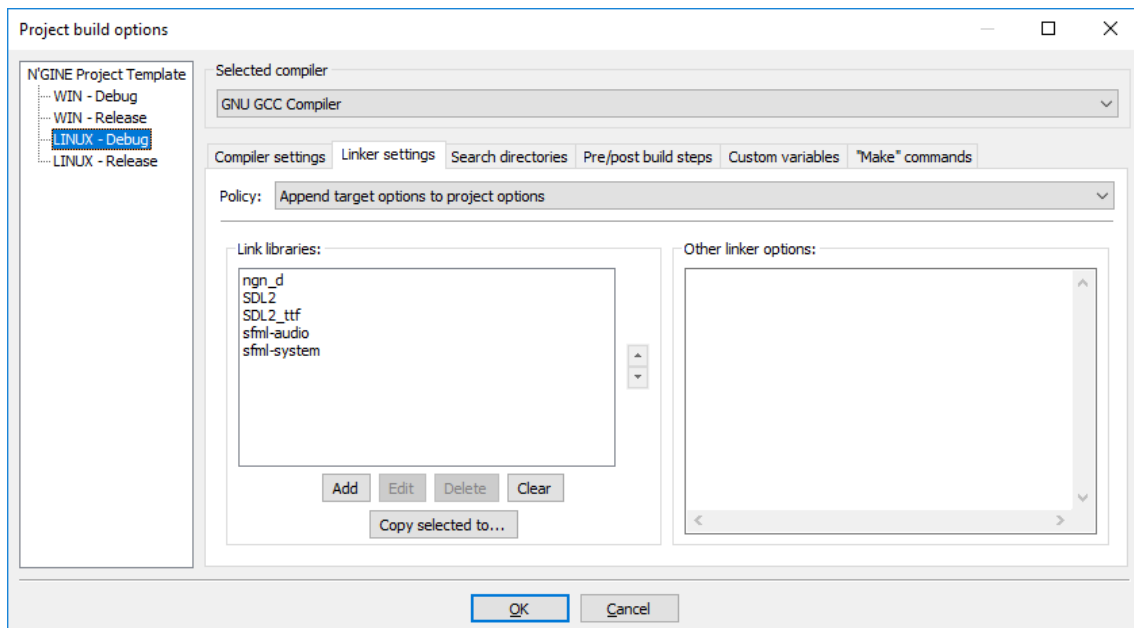 Project build options
N'GINE Project Template
WIN - Debug
WIN - Release
LINUX - Debug
LINUX - Release
Selected compiler
GNU GCC Compiler
Compiler settings Linker settings Search directories Pre/post build steps Custom variables "Make" commands
Policy: Append target options to project options
Link libraries:
ngn_d
SDL2
SDL2_ttf
sfml-audio
sfml-system
Add Edit Delete Clear
Copy selected to...
Other linker options:
OK Cancel